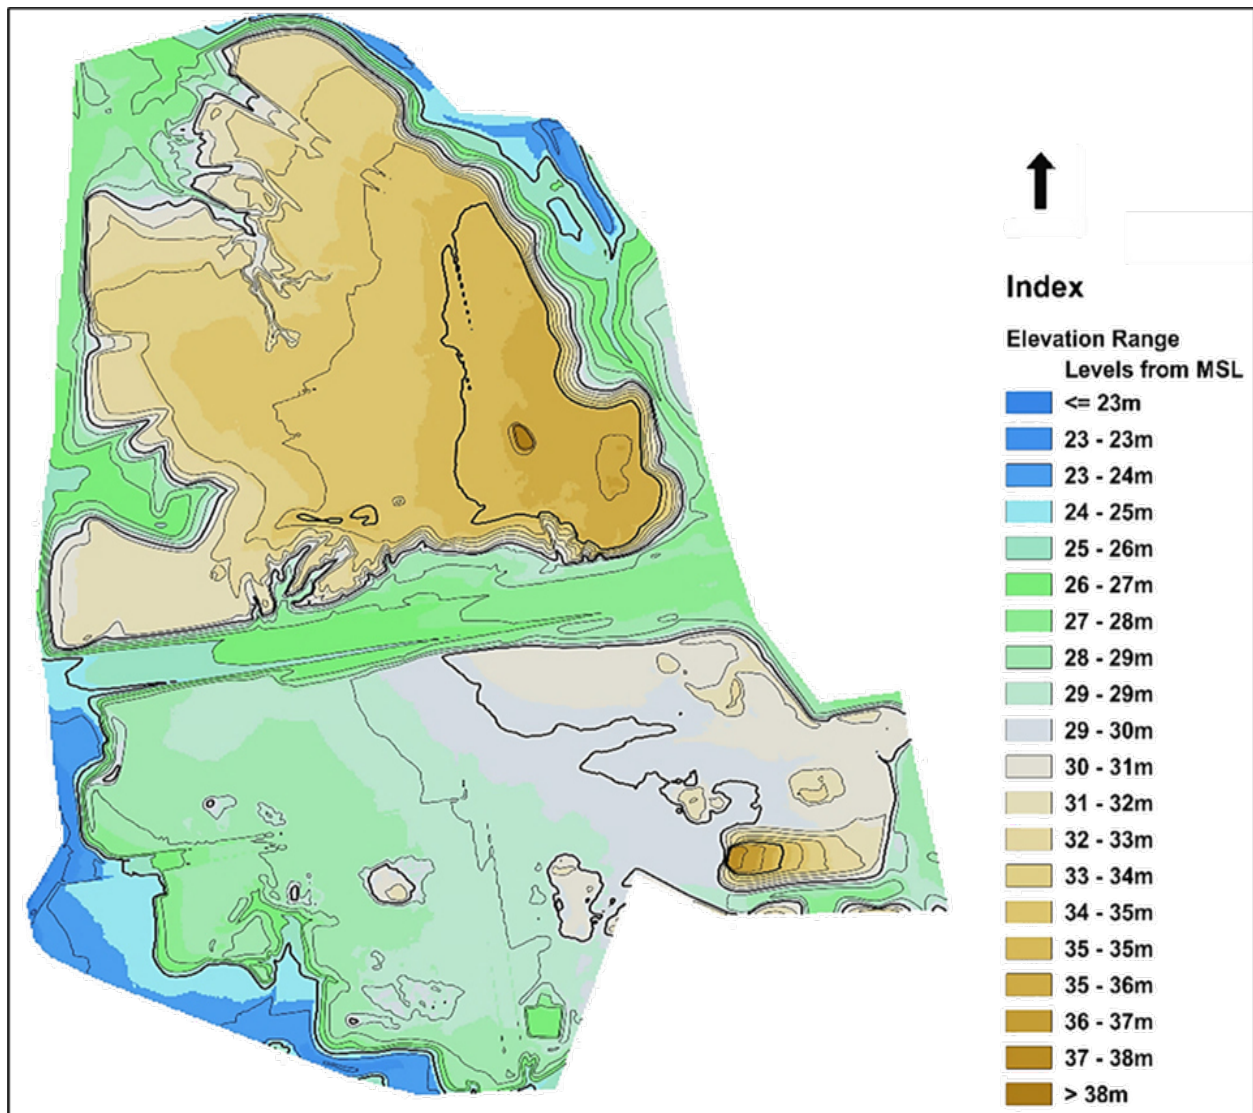 Index
Elevation Range
Levels from MSL
<= 23m
23 - 23m
23 - 24m
24 - 25m
25 - 26m
26 - 27m
27 - 28m
28 - 29m
29 - 29m
29 - 30m
30 - 31m
31 - 32m
32 - 33m
33 - 34m
34 - 35m
35 - 35m
35 - 36m
36 - 37m
37 - 38m
> 38m